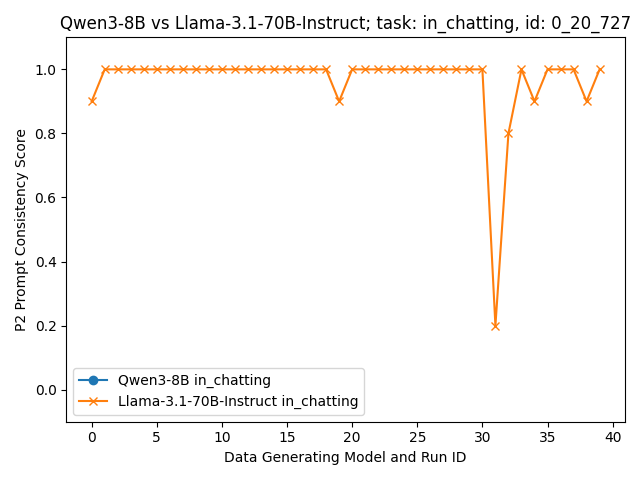 Qwen3-8B vs Llama-3.1-70B-Instruct; task: in_chatting, id: 0_20_727
P2 Prompt Consistency Score
1.0
0.8
0.6
0.4
0.2
0.0
Qwen3-8B in_chatting
Llama-3.1-70B-Instruct in_chatting
0 5 10 15 20 25 30 35 40
Data Generating Model and Run ID